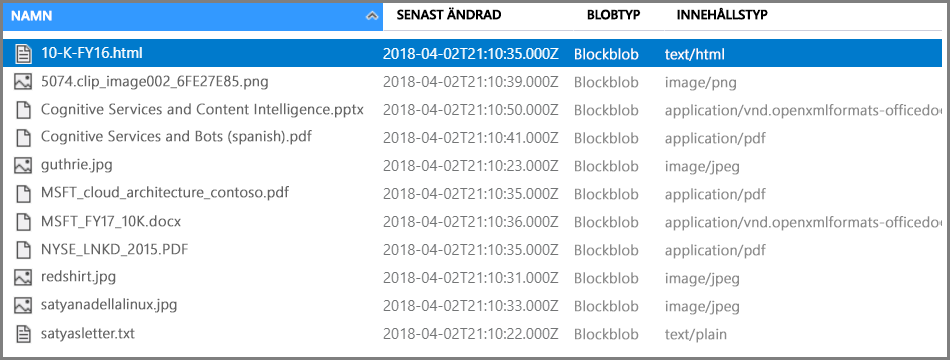 NAMN SENAST ÄNDRAD BLOBTYP INNEHÅLLSTYP
10-K-FY16.html 2018-04-02T21:10:35.000Z Blockblob text/html
5074.clip_image002_6FE27E85.png 2018-04-02T21:10:39.000Z Blockblob image/png
Cognitive Services and Content Intelligence.pptx 2018-04-02T21:10:50.000Z Blockblob application/vnd.openxmlformats-officedoc
Cognitive Services and Bots (spanish).pdf 2018-04-02T21:10:41.000Z Blockblob application/pdf
guthrie.jpg 2018-04-02T21:10:23.000Z Blockblob image/jpeg
MSFT_cloud_architecture_contoso.pdf 2018-04-02T21:10:35.000Z Blockblob application/pdf
MSFT_FY17_10K.docx 2018-04-02T21:10:36.000Z Blockblob application/vnd.openxmlformats-officedoc
NYSE_LNKD_2015.PDF 2018-04-02T21:10:35.000Z Blockblob application/pdf
redshirt.jpg 2018-04-02T21:10:31.000Z Blockblob image/jpeg
satyanadellalinux.jpg 2018-04-02T21:10:33.000Z Blockblob image/jpeg
satyasletter.txt 2018-04-02T21:10:22.000Z Blockblob text/plain